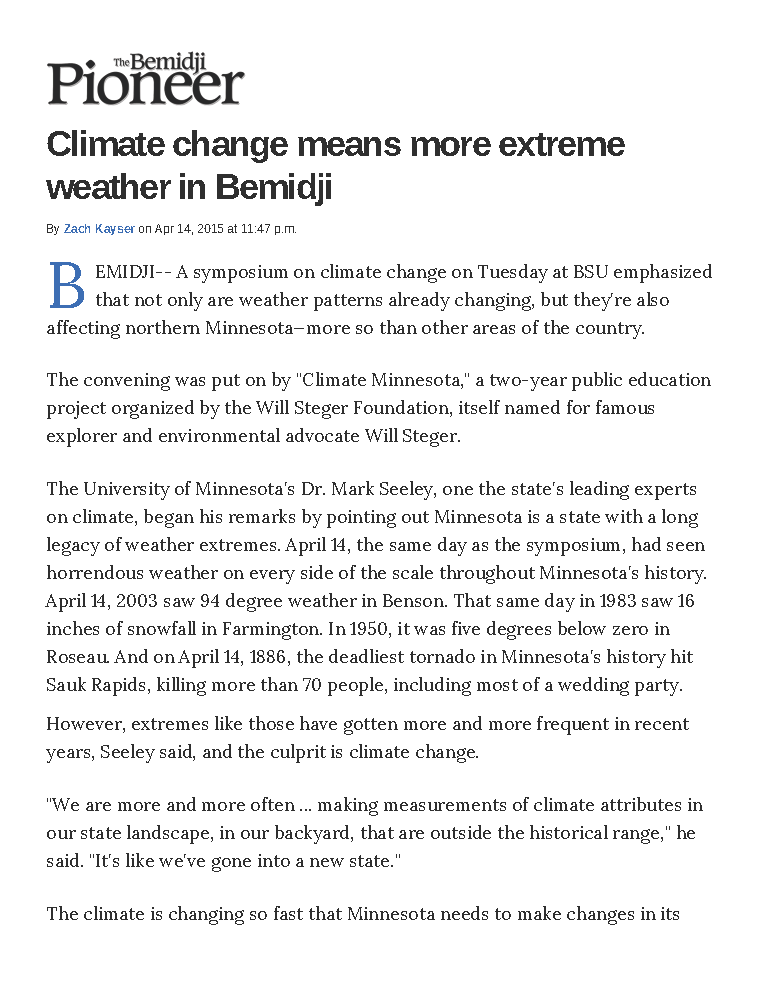 The Bemidji
Pioneer
Climate change means more extreme
weather in Bemidji
By Zach Kayser on Apr 14, 2015 at 11:47 p.m.
BEMIDJI-- A symposium on climate change on Tuesday at BSU emphasized
that not only are weather patterns already changing, but they're also
affecting northern Minnesota—more so than other areas of the country.
The convening was put on by "Climate Minnesota," a two-year public education
project organized by the Will Steger Foundation, itself named for famous
explorer and environmental advocate Will Steger.
The University of Minnesota's Dr. Mark Seeley, one the state's leading experts
on climate, began his remarks by pointing out Minnesota is a state with a long
legacy of weather extremes. April 14, the same day as the symposium, had seen
horrendous weather on every side of the scale throughout Minnesota's history.
April 14, 2003 saw 94 degree weather in Benson. That same day in 1983 saw 16
inches of snowfall in Farmington. In 1950, it was five degrees below zero in
Roseau. And on April 14, 1886, the deadliest tornado in Minnesota's history hit
Sauk Rapids, killing more than 70 people, including most of a wedding party.
However, extremes like those have gotten more and more frequent in recent
years, Seeley said, and the culprit is climate change.
"We are more and more often ... making measurements of climate attributes in
our state landscape, in our backyard, that are outside the historical range," he
said. "It's like we've gone into a new state."
The climate is changing so fast that Minnesota needs to make changes in its